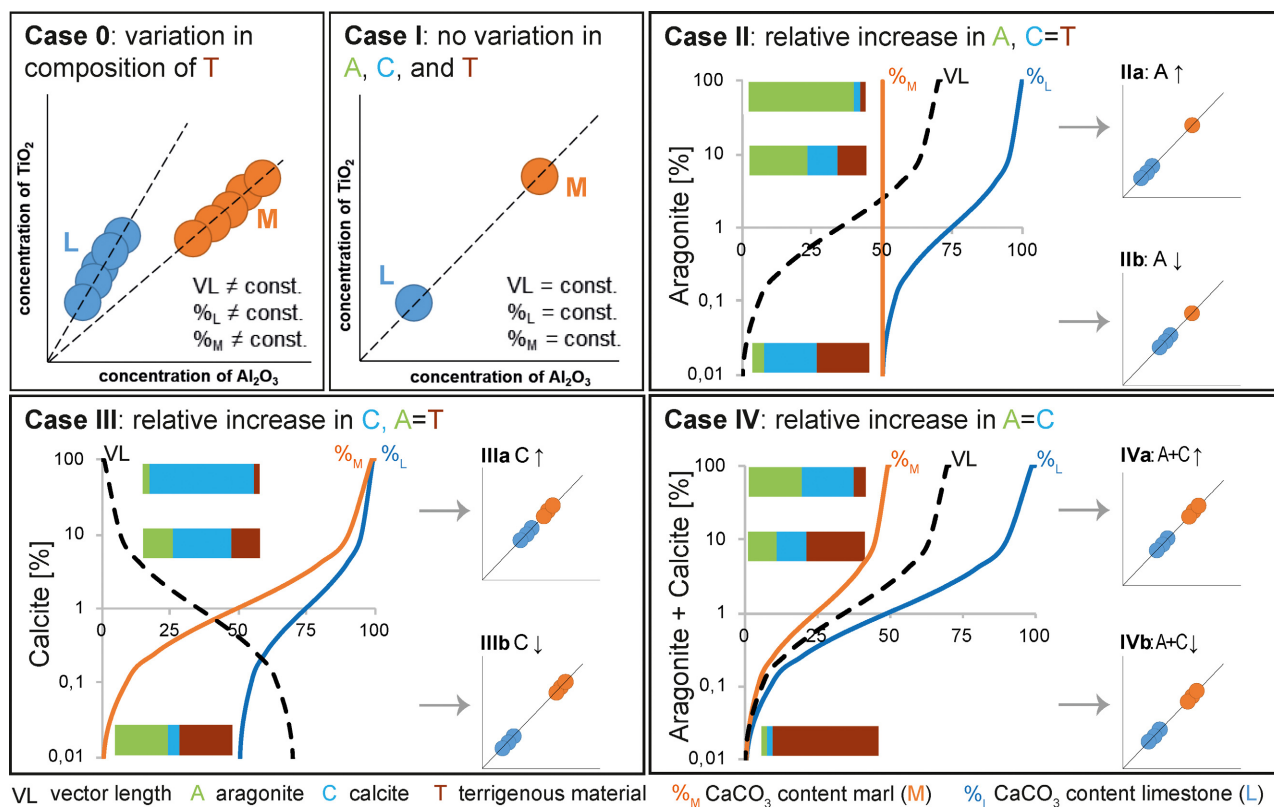 Case 0: variation in
composition of T
concentration of TiO₂
L
M
VL ≠ const.
%L ≠ const.
%M ≠ const.
concentration of Al₂O₃
Case I: no variation in
A, C, and T
concentration of TiO₂
M
L
VL = const.
%L = const.
%M = const.
concentration of Al₂O₃
Case II: relative increase in A, C=T
Aragonite [%]
100
10
1
0,1
0,01
%M
VL
%L
0
25
50
75
100
IIa: A ↑
IIb: A ↓
Case III: relative increase in C, A=T
Calcite [%]
100
10
1
0,1
0,01
VL
%M
%L
0
25
50
75
100
IIIa C ↑
IIIb C ↓
Case IV: relative increase in A=C
Aragonite + Calcite [%]
100
10
1
0,1
0,01
%M
VL
%L
0
25
50
75
100
IVa: A+C ↑
IVb: A+C ↓
VL vector length A aragonite C calcite T terrigenous material %M CaCO₃ content marl (M) %L CaCO₃ content limestone (L)